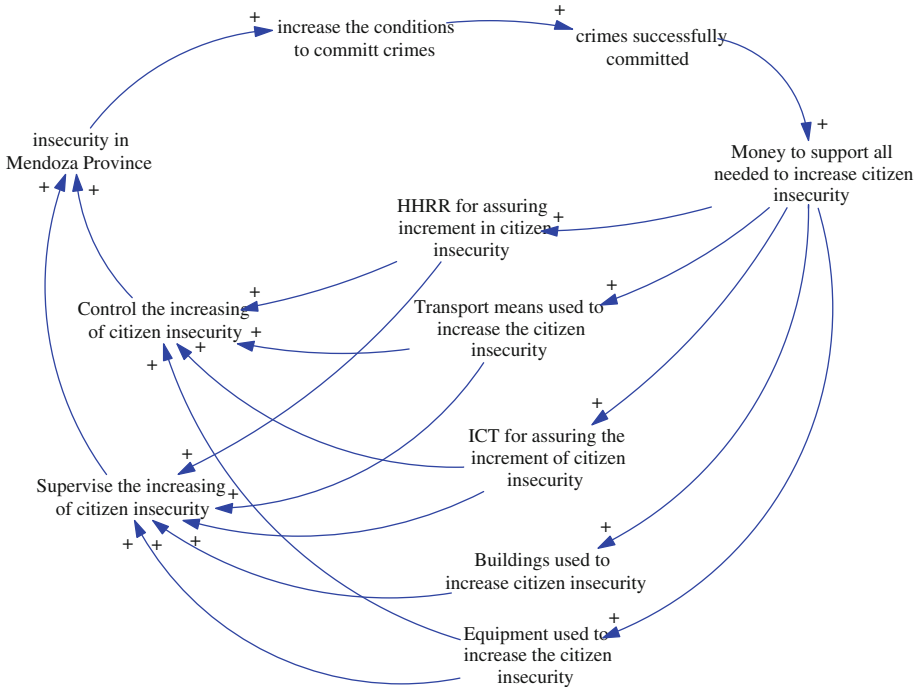 +
increase the conditions
to committ crimes
+
crimes successfully
committed
+
insecurity in
Mendoza Province
+
+
Money to support all
needed to increase citizen
insecurity
HHRR for assuring
increment in citizen
insecurity
+
+
Control the increasing
of citizen insecurity
+
+
+
+
Transport means used to
increase the citizen
insecurity
+
+
ICT for assuring the
increment of citizen
insecurity
+
Supervise the increasing
of citizen insecurity
+
+
+
+
+
Buildings used to
increase citizen insecurity
+
Equipment used to
increase the citizen
insecurity